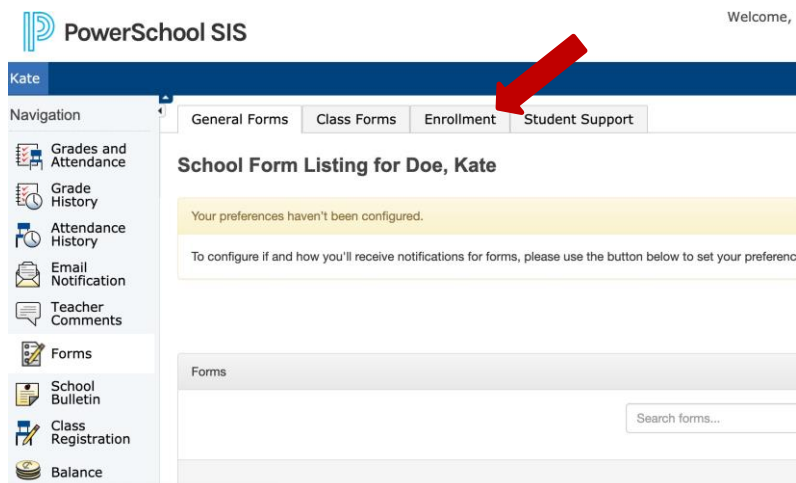 PowerSchool SIS
Welcome,
Kate
Navigation
Grades and
Attendance
Grade
History
Attendance
History
Email
Notification
Teacher
Comments
Forms
School
Bulletin
Class
Registration
Balance
General Forms Class Forms Enrollment Student Support
School Form Listing for Doe, Kate
Your preferences haven't been configured.
To configure if and how you'll receive notifications for forms, please use the button below to set your preferenc
Forms
Search forms...